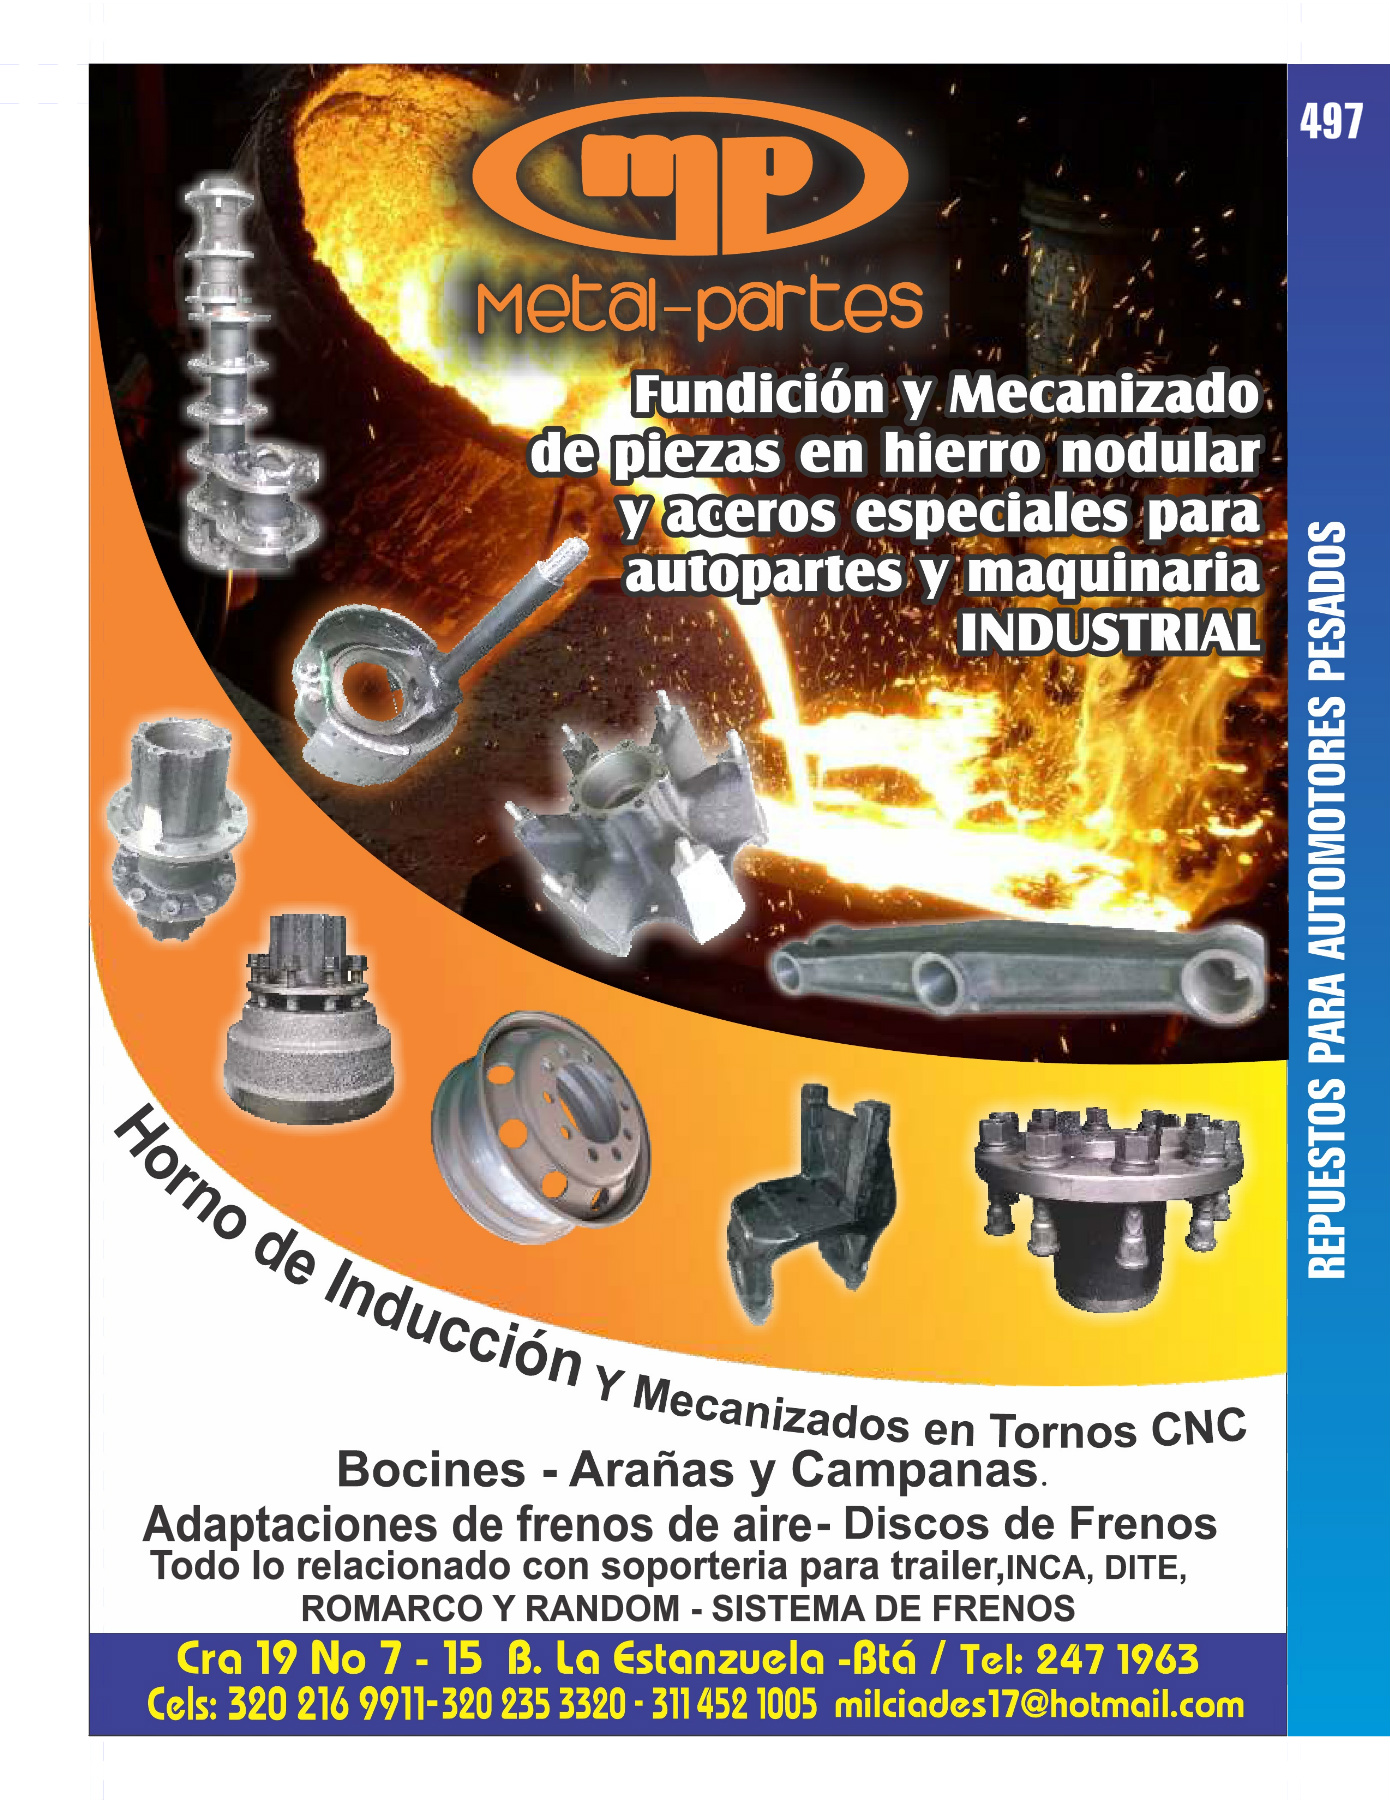 497
mp
Metal-partes
Fundición y Mecanizado
de piezas en hierro nodular
y aceros especiales para
autopartes y maquinaria
INDUSTRIAL
REPUESTOS PARA AUTOMOTORES PESADOS
Horno de Inducción Y Mecanizados en Tornos CNC
Bocines - Arañas y Campanas.
Adaptaciones de frenos de aire- Discos de Frenos
Todo lo relacionado con soporteria para trailer,INCA, DITE,
ROMARCO Y RANDOM - SISTEMA DE FRENOS
Cra 19 No 7 - 15 B. La Estanzuela -Btá / Tel: 247 1963
Cels: 320 216 9911-320 235 3320 - 311 452 1005 milciades17@hotmail.com